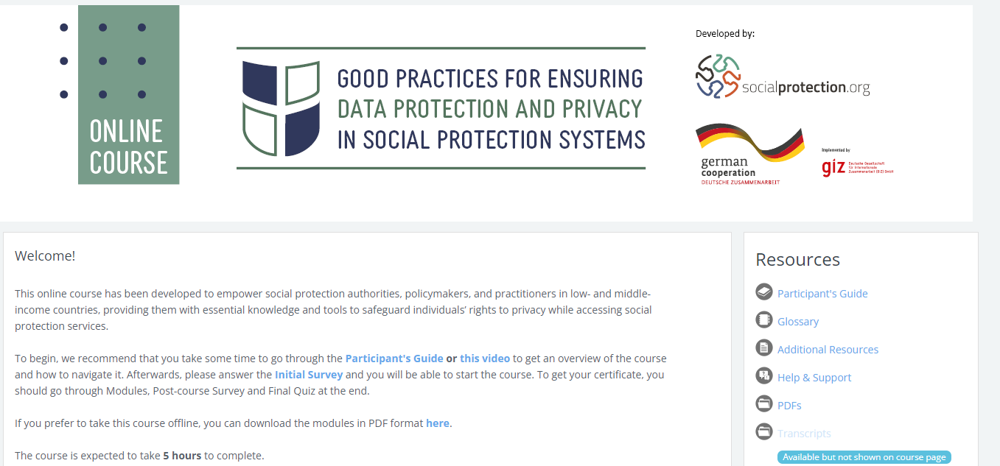 ONLINE
COURSE
GOOD PRACTICES FOR ENSURING
DATA PROTECTION AND PRIVACY
IN SOCIAL PROTECTION SYSTEMS
Developed by:
socialprotection.org
german
cooperation
DEUTSCHE ZUSAMMENARBEIT
Implemented by
giz
Deutsche Gesellschaft
für Internationale
Zusammenarbeit (GIZ) GmbH
Welcome!
This online course has been developed to empower social protection authorities, policymakers, and practitioners in low- and middle-
income countries, providing them with essential knowledge and tools to safeguard individuals’ rights to privacy while accessing social
protection services.
To begin, we recommend that you take some time to go through the Participant's Guide or this video to get an overview of the course
and how to navigate it. Afterwards, please answer the Initial Survey and you will be able to start the course. To get your certificate, you
should go through Modules, Post-course Survey and Final Quiz at the end.
If you prefer to take this course offline, you can download the modules in PDF format here.
The course is expected to take 5 hours to complete.
Resources
Participant's Guide
Glossary
Additional Resources
Help & Support
PDFs
Transcripts
Available but not shown on course page